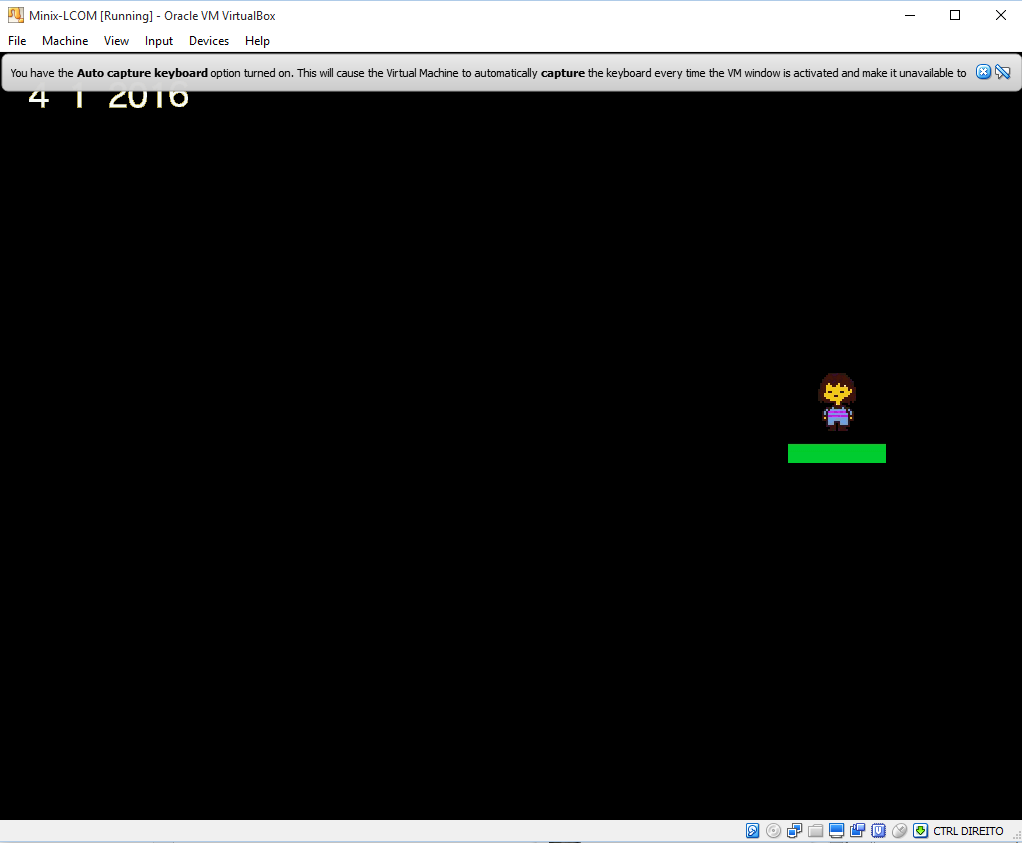 Minix-LCOM [Running] - Oracle VM VirtualBox
File Machine View Input Devices Help
You have the Auto capture keyboard option turned on. This will cause the Virtual Machine to automatically capture the keyboard every time the VM window is activated and make it unavailable to
4 1 2016
CTRL DIREITO